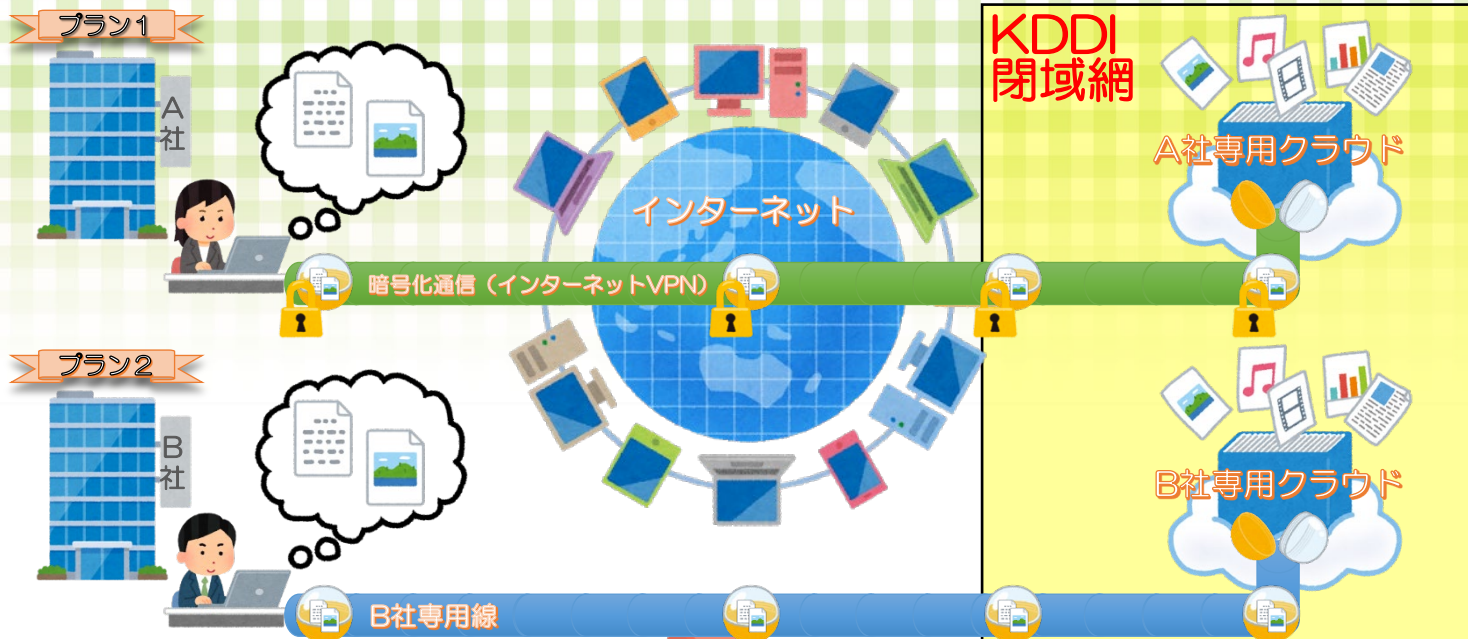 プラン1
A
社
インターネット
暗号化通信（インターネットVPN）
KDDI
閉域網
A社専用クラウド
プラン2
B
社
B社専用線
B社専用クラウド